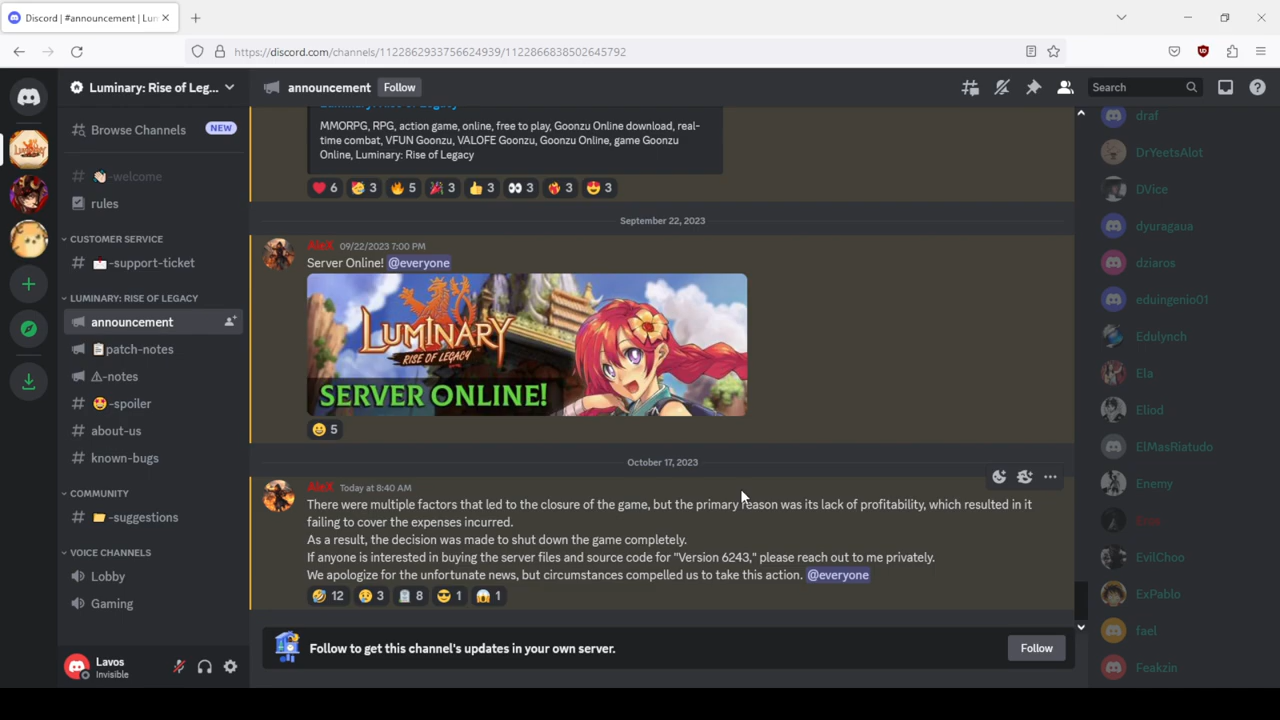 Discord | #announcement | Lun
https://discord.com/channels/1122862933756624939/1122866838502645792
Luminary: Rise of Leg...
announcement
Follow
Search
Browse Channels
NEW
-welcome
rules
CUSTOMER SERVICE
-support-ticket
LUMINARY: RISE OF LEGACY
announcement
patch-notes
-notes
-spoiler
about-us
known-bugs
COMMUNITY
-suggestions
VOICE CHANNELS
Lobby
Gaming
Lavos
Invisible
Luminary: Rise of Legacy
MMORPG, RPG, action game, online, free to play, Goonzu Online download, real-
time combat, VFUN Goonzu, VALOFE Goonzu, Goonzu Online, game Goonzu
Online, Luminary: Rise of Legacy
6 3 5 3 3 3 3 3
September 22, 2023
AleX 09/22/2023 7:00 PM
Server Online! @everyone
LUMINARY
RISE OF LEGACY
SERVER ONLINE!
5
October 17, 2023
AleX Today at 8:40 AM
There were multiple factors that led to the closure of the game, but the primary reason was its lack of profitability, which resulted in it
failing to cover the expenses incurred.
As a result, the decision was made to shut down the game completely.
If anyone is interested in buying the server files and source code for "Version 6243," please reach out to me privately.
We apologize for the unfortunate news, but circumstances compelled us to take this action. @everyone
12 3 8 1 1
Follow to get this channel's updates in your own server.
Follow
draf
DrYeetsAlot
DVice
dyuragaua
dziaros
eduingenio01
Edulynch
Ela
Eliod
ElMasRiatudo
Enemy
EvilChoo
ExPablo
fael
Feakzin